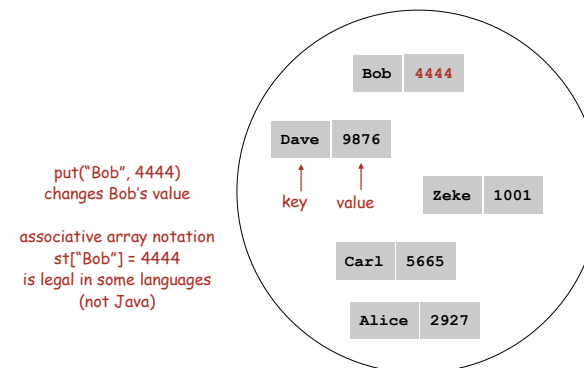 put(“Bob”, 4444)
changes Bob's value
associative array notation
st[“Bob”] = 4444
is legal in some languages
(not Java)
Bob 4444
Dave 9876
key value
Zeke 1001
Carl 5665
Alice 2927